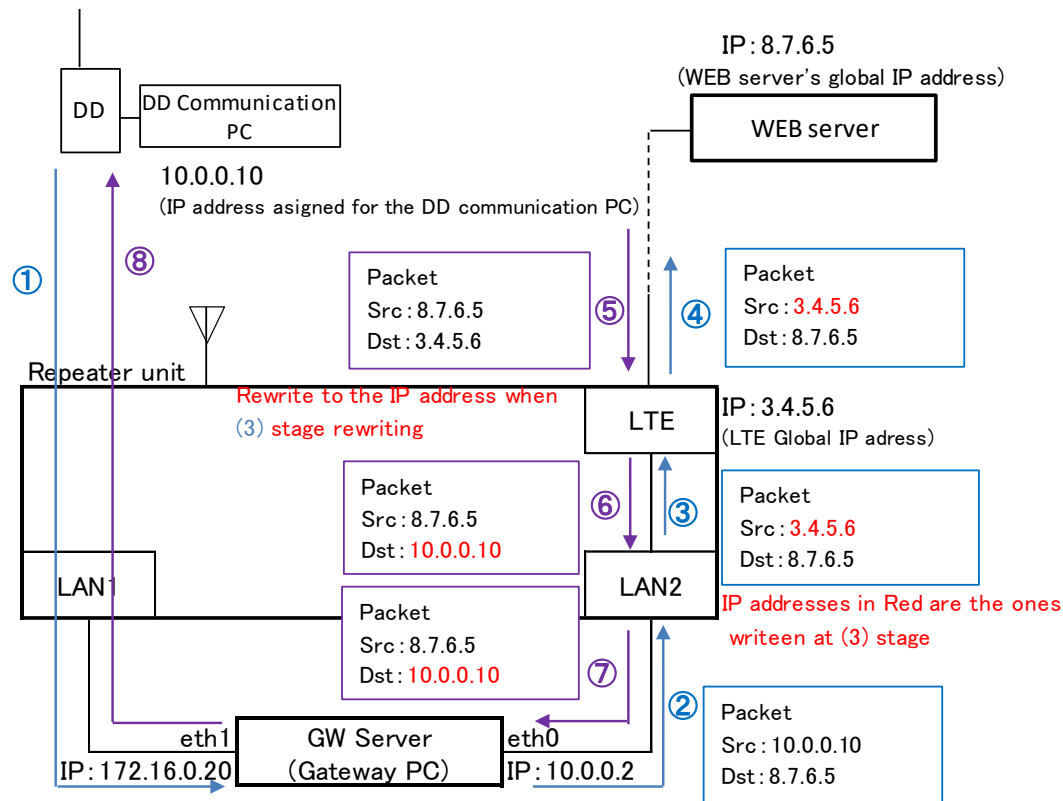 IP:8.7.6.5
(WEB server's global IP address)
DD
DD Communication
PC
WEB server
10.0.0.10
(IP address asigned for the DD communication PC)
①
⑧
Packet
Src:8.7.6.5
Dst:3.4.5.6
⑤
④
Packet
Src:3.4.5.6
Dst:8.7.6.5
Repeater unit
Rewrite to the IP address when
(3) stage rewriting
LTE
IP:3.4.5.6
(LTE Global IP adress)
Packet
Src:8.7.6.5
Dst:10.0.0.10
⑥
③
Packet
Src:3.4.5.6
Dst:8.7.6.5
LAN1
LAN2
IP addresses in Red are the ones
writeen at (3) stage
Packet
Src:8.7.6.5
Dst:10.0.0.10
⑦
②
Packet
Src:10.0.0.10
Dst:8.7.6.5
eth1
GW Server
(Gateway PC)
eth0
IP:172.16.0.20
IP:10.0.0.2